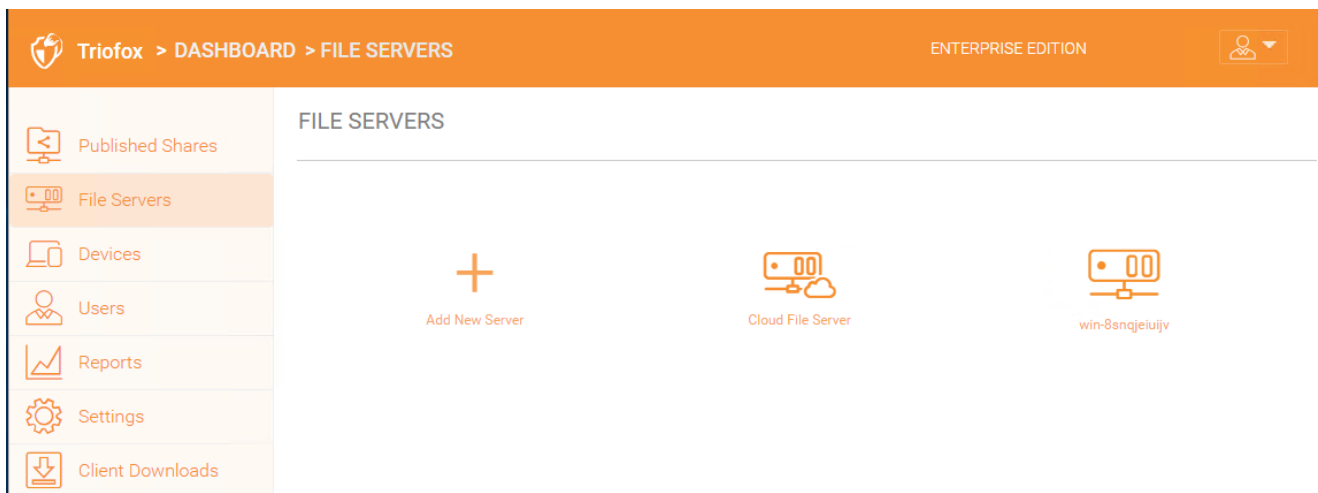 Triofox > DASHBOARD > FILE SERVERS
ENTERPRISE EDITION
Published Shares
File Servers
Devices
Users
Reports
Settings
Client Downloads
FILE SERVERS
Add New Server
Cloud File Server
win-8snqjeiuijv